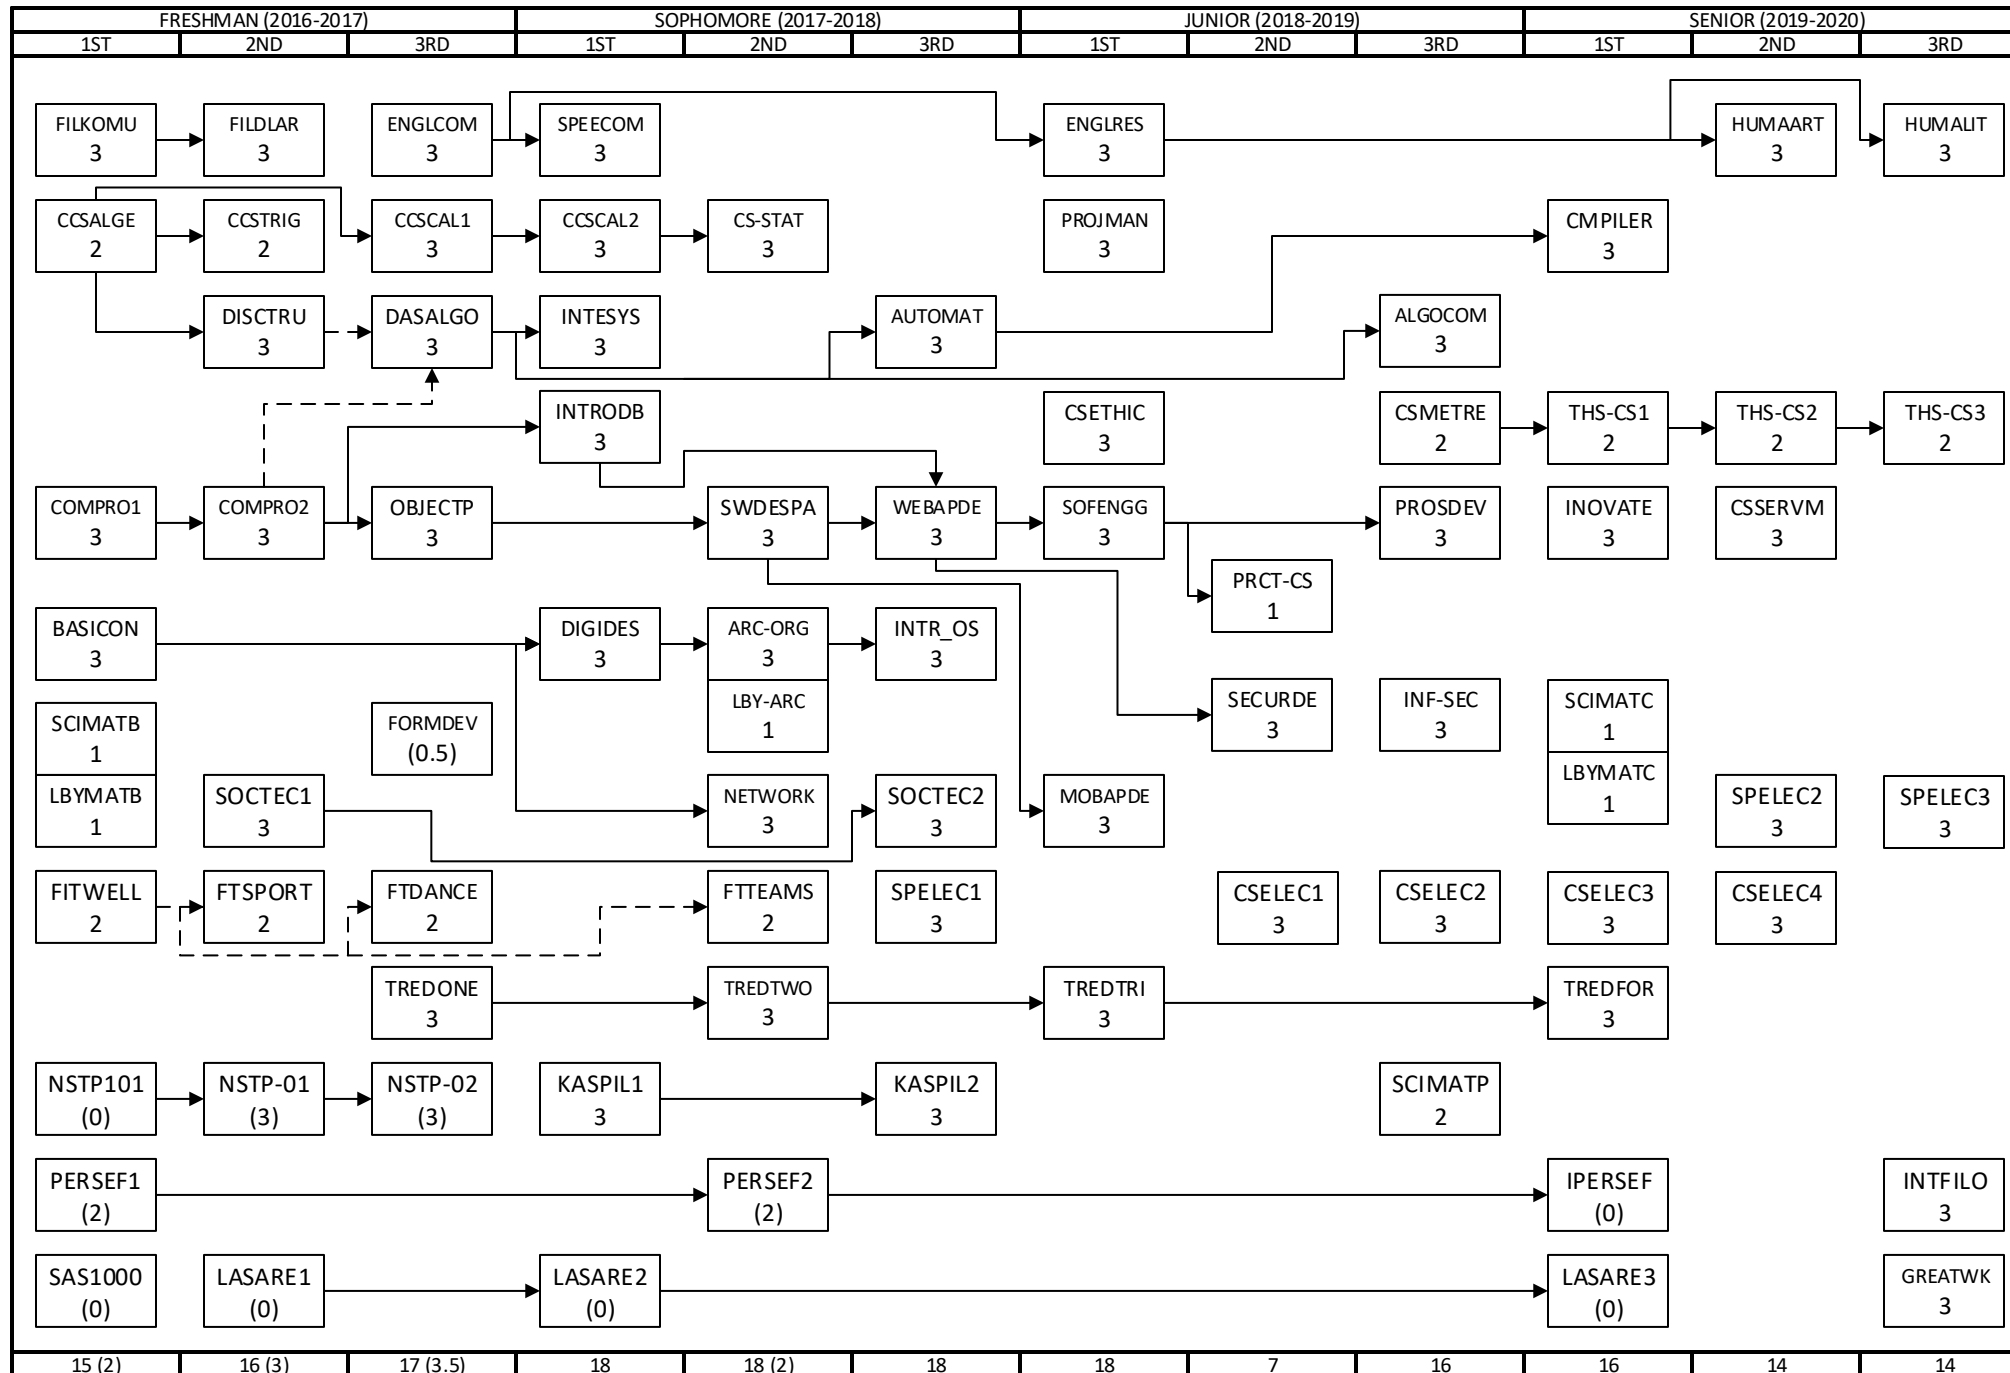 FRESHMAN (2016-2017) SOPHOMORE (2017-2018) JUNIOR (2018-2019) SENIOR (2019-2020)
1ST 2ND 3RD 1ST 2ND 3RD 1ST 2ND 3RD 1ST 2ND 3RD
FILKOMU FILDLAR ENGLCOM SPEECOM ENGLRES HUMAART HUMALIT
3 3 3 3 3 3 3
CCSALGE CCSTRIG CCSCAL1 CCSCAL2 CS-STAT PROJMAN CMPILER
2 2 3 3 3 3 3
DISCTRU DASALGO INTESYS AUTOMAT ALGOCOM
3 3 3 3 3
INTRODB CSETHIC CSMETRE THS-CS1 THS-CS2 THS-CS3
3 3 2 2 2 2
COMPRO1 COMPRO2 OBJECTP SWDESPA WEBAPDE SOFENGG PROSDEV INOVATE CSSERVM
3 3 3 3 3 3 3 3 3
PRCT-CS
1
BASICON DIGIDES ARC-ORG INTR_OS
3 3 3 3
SCIMATB FORMDEV LBY-ARC SECURDE INF-SEC SCIMATC
1 (0.5) 1 3 3 1
LBYMATB SOCTEC1 NETWORK SOCTEC2 MOBAPDE LBYMATC SPELEC2 SPELEC3
1 3 3 3 3 1 3 3
FITWELL FTSPORT FTDANCE FTTEAMS SPELEC1 CSELEC1 CSELEC2 CSELEC3 CSELEC4
2 2 2 2 3 3 3 3 3
TREDONE TREDTWO TREDTRI TREDFOR
3 3 3 3
NSTP101 NSTP-01 NSTP-02 KASPIL1 KASPIL2 SCIMATP
(0) (3) (3) 3 3 2
PERSEF1 PERSEF2 IPERSEF INTFILO
(2) (2) (0) 3
SAS1000 LASARE1 LASARE2 LASARE3 GREATWK
(0) (0) (0) (0) 3
15 (2) 16 (3) 17 (3.5) 18 18 (2) 18 18 7 16 16 14 14